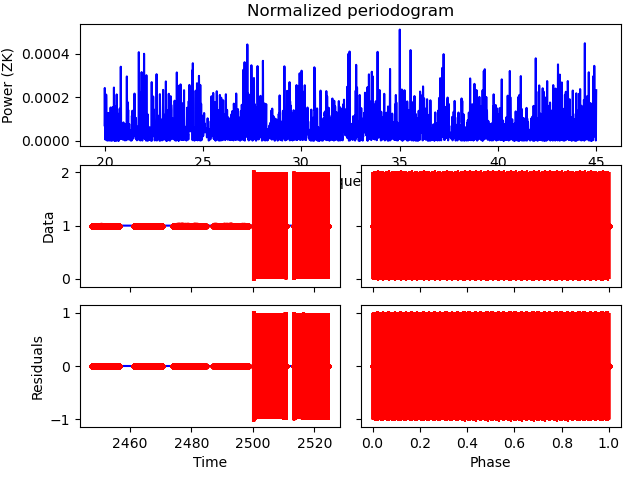 Normalized periodogram
Power (ZK)
0.0004
0.0002
0.0000
20 25 30 35 40 45
que
Data
2
1
0
Residuals
1
0
−1
2460 2480 2500 2520
0.0 0.2 0.4 0.6 0.8 1.0
Time
Phase